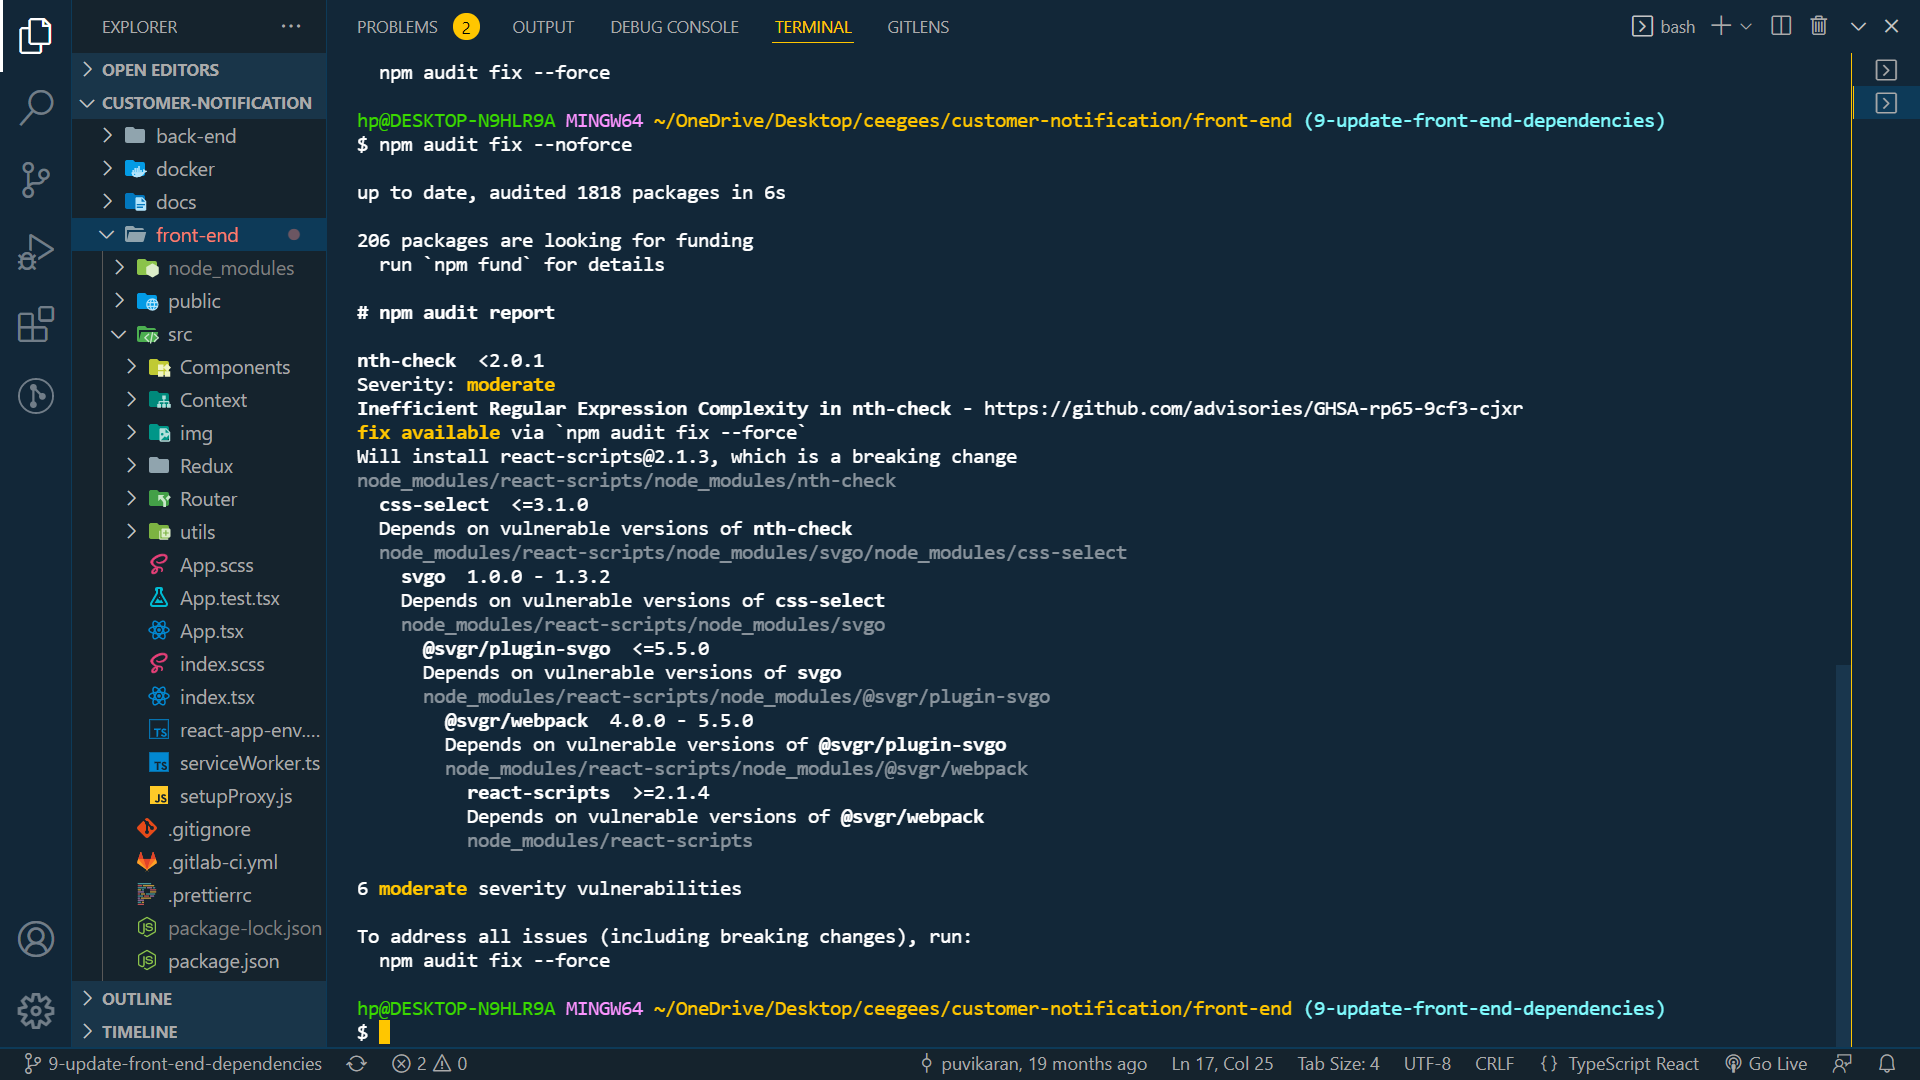 EXPLORER
OPEN EDITORS
CUSTOMER-NOTIFICATION
back-end
docker
docs
front-end
node_modules
public
src
Components
Context
img
Redux
Router
utils
App.scss
App.test.tsx
App.tsx
index.scss
index.tsx
TS react-app-env....
TS serviceWorker.ts
JS setupProxy.js
.gitignore
.gitlab-ci.yml
.prettierrc
package-lock.json
package.json
OUTLINE
TIMELINE
PROBLEMS 2 OUTPUT DEBUG CONSOLE TERMINAL GITLENS
bash
npm audit fix --force
hp@DESKTOP-N9HLR9A MINGW64 ~/OneDrive/Desktop/ceegees/customer-notification/front-end (9-update-front-end-dependencies)
$ npm audit fix --noforce
up to date, audited 1818 packages in 6s
206 packages are looking for funding
run `npm fund` for details
# npm audit report
nth-check <2.0.1
Severity: moderate
Inefficient Regular Expression Complexity in nth-check - https://github.com/advisories/GHSA-rp65-9cf3-cjxr
fix available via `npm audit fix --force`
Will install react-scripts@2.1.3, which is a breaking change
node_modules/react-scripts/node_modules/nth-check
css-select <=3.1.0
Depends on vulnerable versions of nth-check
node_modules/react-scripts/node_modules/svgo/node_modules/css-select
svgo 1.0.0 - 1.3.2
Depends on vulnerable versions of css-select
node_modules/react-scripts/node_modules/svgo
@svgr/plugin-svgo <=5.5.0
Depends on vulnerable versions of svgo
node_modules/react-scripts/node_modules/@svgr/plugin-svgo
@svgr/webpack 4.0.0 - 5.5.0
Depends on vulnerable versions of @svgr/plugin-svgo
node_modules/react-scripts/node_modules/@svgr/webpack
react-scripts >=2.1.4
Depends on vulnerable versions of @svgr/webpack
node_modules/react-scripts
6 moderate severity vulnerabilities
To address all issues (including breaking changes), run:
npm audit fix --force
hp@DESKTOP-N9HLR9A MINGW64 ~/OneDrive/Desktop/ceegees/customer-notification/front-end (9-update-front-end-dependencies)
$
9-update-front-end-dependencies 2 0 puvikaran, 19 months ago Ln 17, Col 25 Tab Size: 4 UTF-8 CRLF {} TypeScript React Go Live